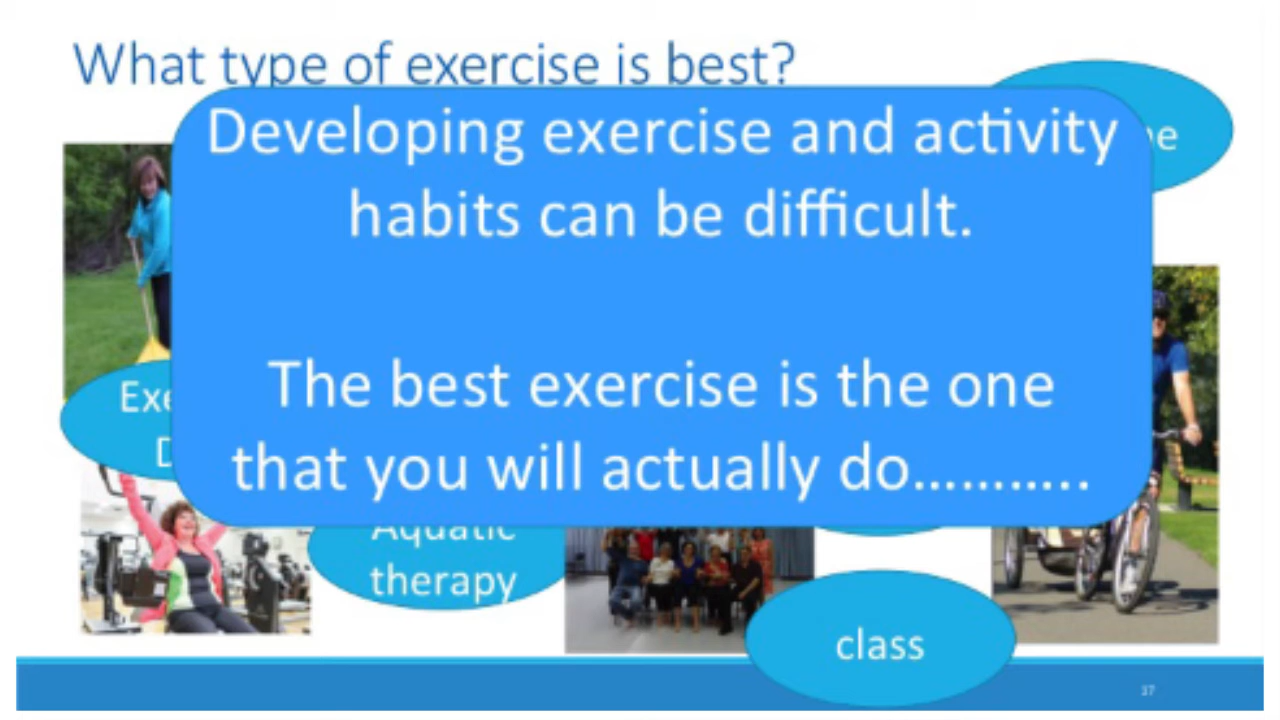 What type of exercise is best?
Developing exercise and activity
habits can be difficult.
The best exercise is the one
that you will actually do………..
Aquatic
therapy
class
37